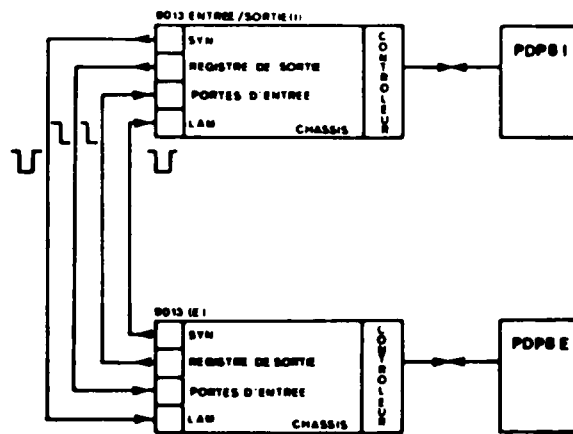 9013 ENTREE/SORTIE(I)
SYN
REGISTRE DE SORTIE
PORTES D'ENTREE
LAM
CHASSIS
CONTROLEUR
PDP8 I
9013 (E)
SYN
REGISTRE DE SORTIE
PORTES D'ENTREE
LAM
CHASSIS
CONTROLEUR
PDP8 E